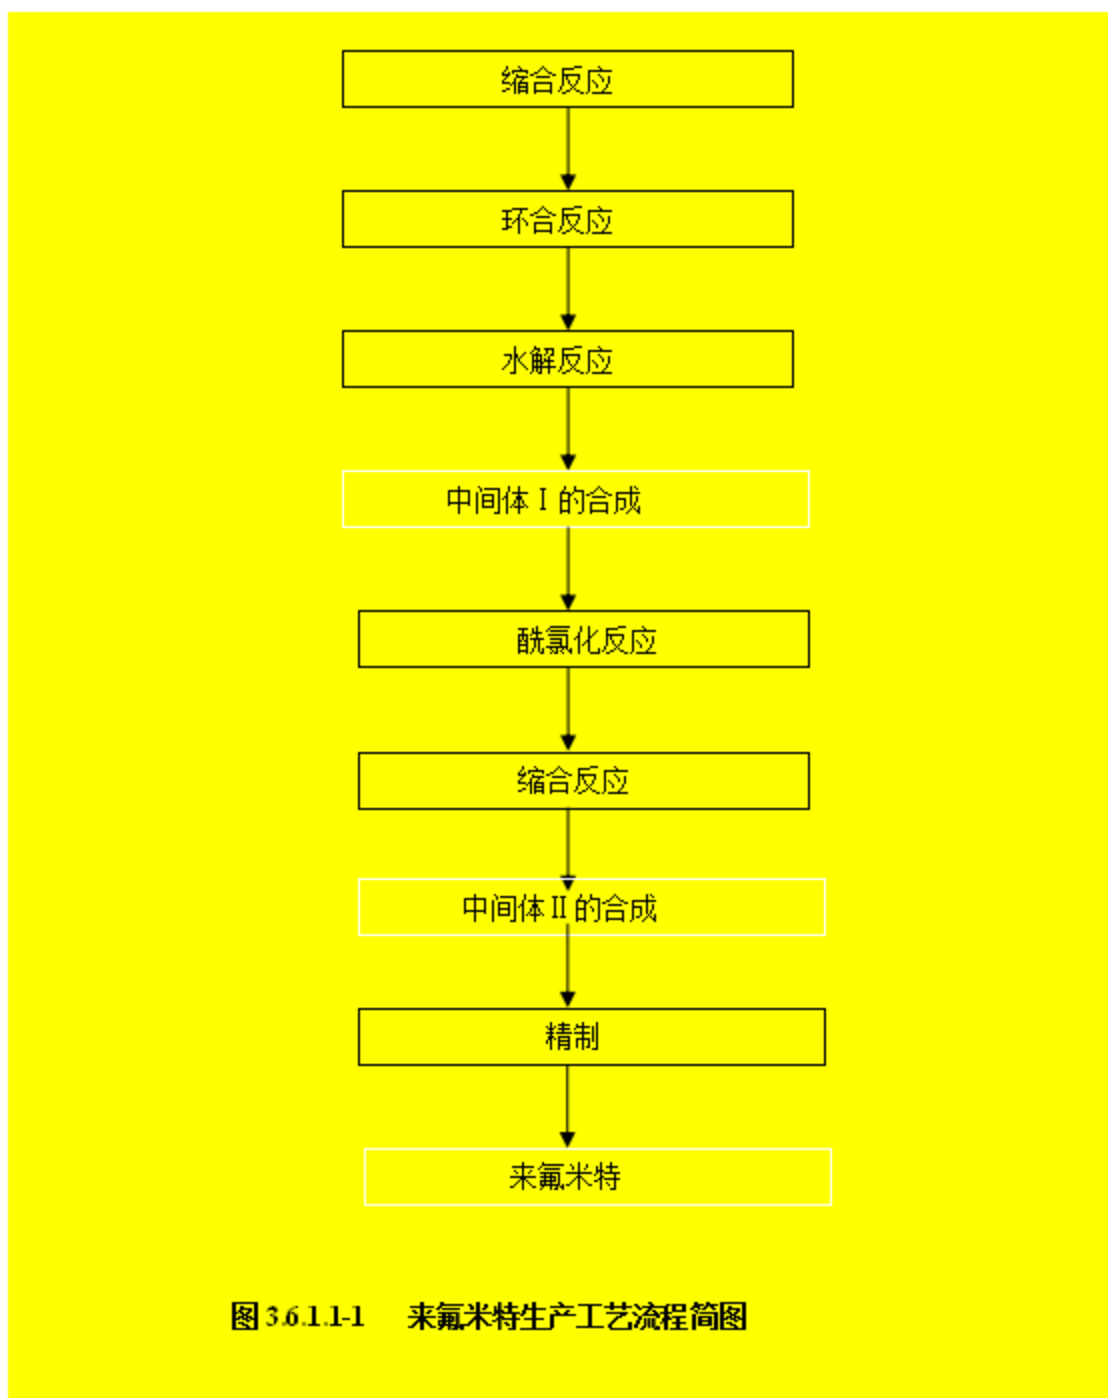 缩合反应
环合反应
水解反应
中间体Ⅰ的合成
酰氯化反应
缩合反应
中间体Ⅱ的合成
精制
来氟米特
图 3.6.1.1-1 来氟米特生产工艺流程简图